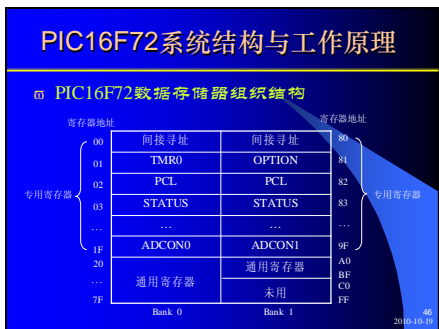 PIC16F72系统结构与工作原理
ϖ PIC16F72数据存储器组织结构
寄存器地址 寄存器地址
00 间接寻址 间接寻址 80
01 TMR0 OPTION 81
02 PCL PCL 82
专用寄存器 专用寄存器
03 STATUS STATUS 83
… … … …
1F ADCON0 ADCON1 9F
20 通用寄存器 A0
… 通用寄存器 BF
未用 C0
7F FF
Bank 0 Bank 1
46
2010-10-19